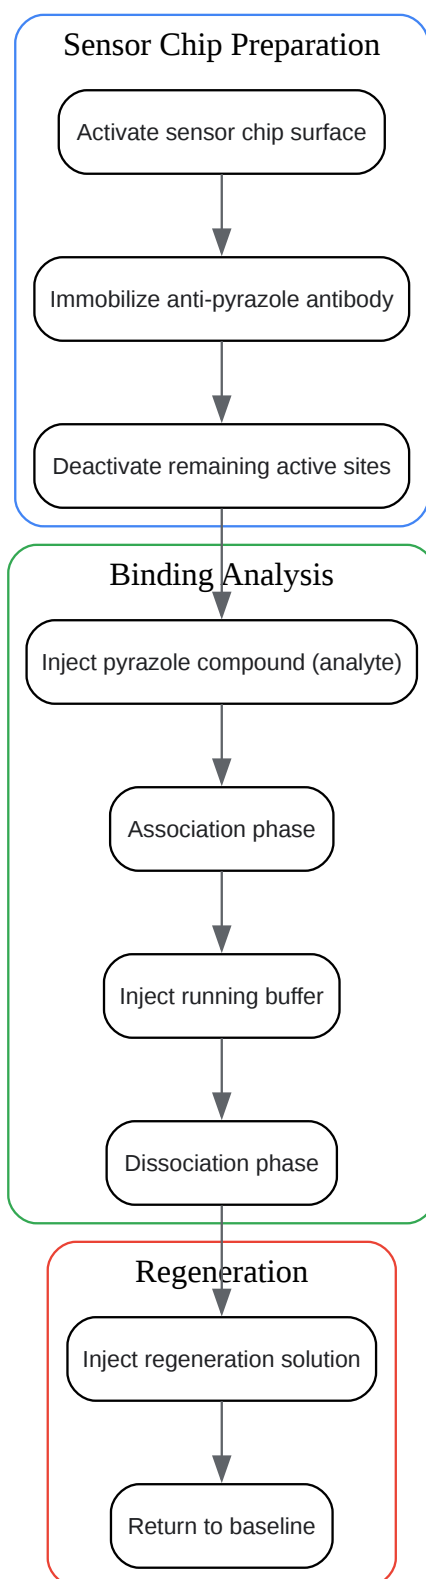 Sensor Chip Preparation
Activate sensor chip surface
Immobilize anti-pyrazole antibody
Deactivate remaining active sites
Binding Analysis
Inject pyrazole compound (analyte)
Association phase
Inject running buffer
Dissociation phase
Regeneration
Inject regeneration solution
Return to baseline